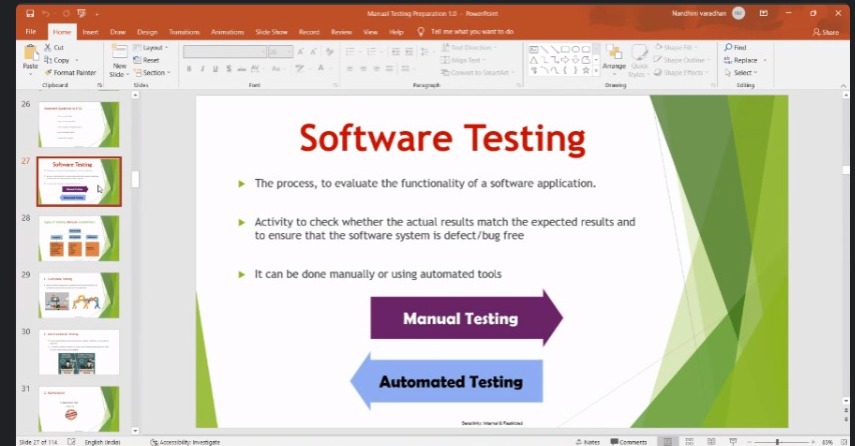 Manual Testing Preparation 1.0 - PowerPoint
Nandhini varadhan
File Home Insert Draw Design Transitions Animations Slide Show Record Review View Help Tell me what you want to do Share
Cut
Copy
Format Painter
Paste
Clipboard
New Slide
Layout
Reset
Section
Slides
Font
Text Direction
Align Text
Convert to SmartArt
Paragraph
Arrange
Quick Styles
Shape Fill
Shape Outline
Shape Effects
Drawing
Find
Replace
Select
Editing
26
27
Software Testing
28
29
30
31
Software Testing
The process, to evaluate the functionality of a software application.
Activity to check whether the actual results match the expected results and
to ensure that the software system is defect/bug free
It can be done manually or using automated tools
Manual Testing
Automated Testing
Sensitivity: Internal & Restricted
Slide 27 of 114 English (India) Accessibility: Investigate Notes Comments 83%